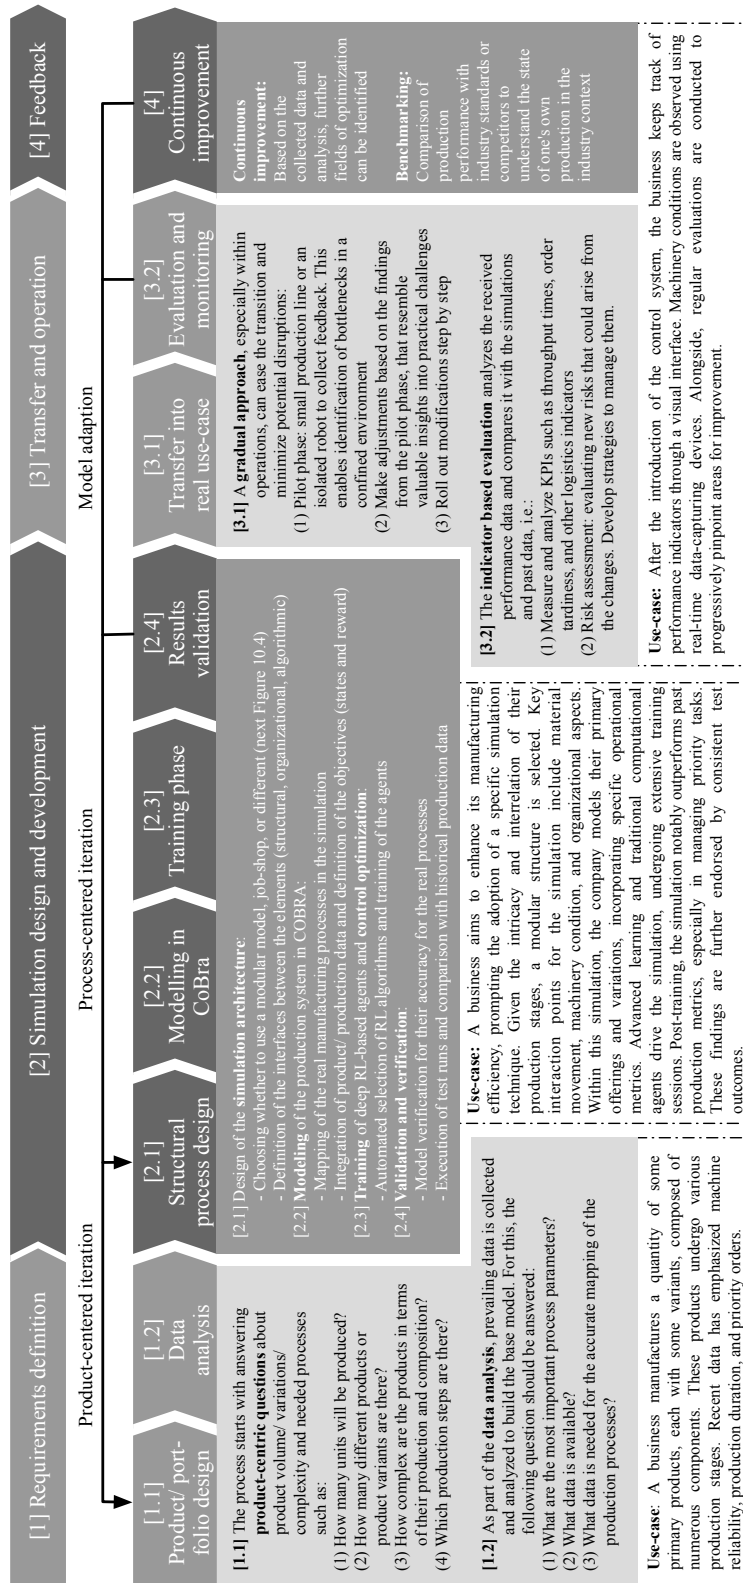 [1] Requirements definition
[2] Simulation design and development
[3] Transfer and operation
[4] Feedback
Product-centered iteration
Process-centered iteration
Model adaption
[1.1]
Product/ port-
folio design
[1.2]
Data
analysis
[2.1]
Structural
process design
[2.2]
Modelling in
CoBra
[2.3]
Training phase
[2.4]
Results
validation
[3.1]
Transfer into
real use-case
[3.2]
Evaluation and
monitoring
[4]
Continuous
improvement
[1.1] The process starts with answering
product-centric questions about
product volume/ variations/
complexity and needed processes
such as:
(1) How many units will be produced?
(2) How many different products or
product variants are there?
(3) How complex are the products in terms
of their production and composition?
(4) Which production steps are there?
[1.2] As part of the data analysis, prevailing data is collected
and analyzed to build the base model. For this, the
following question should be answered:
(1) What are the most important process parameters?
(2) What data is available?
(3) What data is needed for the accurate mapping of the
production processes?
Use-case: A business manufactures a quantity of some
primary products, each with some variants, composed of
numerous components. These products undergo various
production stages. Recent data has emphasized machine
reliability, production duration, and priority orders.
[2.1] Design of the simulation architecture:
- Choosing whether to use a modular model, job-shop, or different (next Figure 10.4)
- Definition of the interfaces between the elements (structural, organizational, algorithmic)
[2.2] Modeling of the production system in COBRA:
- Mapping of the real manufacturing processes in the simulation
- Integration of product/ production data and definition of the objectives (states and reward)
[2.3] Training of deep RL-based agents and control optimization:
- Automated selection of RL algorithms and training of the agents
[2.4] Validation and verification:
- Model verification for their accuracy for the real processes
- Execution of test runs and comparison with historical production data
Use-case: A business aims to enhance its manufacturing
efficiency, prompting the adoption of a specific simulation
technique. Given the intricacy and interrelation of their
production stages, a modular structure is selected. Key
interaction points for the simulation include material
movement, machinery condition, and organizational aspects.
Within this simulation, the company models their primary
offerings and variations, incorporating specific operational
metrics. Advanced learning and traditional computational
agents drive the simulation, undergoing extensive training
sessions. Post-training, the simulation notably outperforms past
production metrics, especially in managing priority tasks.
These findings are further endorsed by consistent test
outcomes.
[3.1] A gradual approach, especially within
operations, can ease the transition and
minimize potential disruptions:
(1) Pilot phase: small production line or an
isolated robot to collect feedback. This
enables identification of bottlenecks in a
confined environment
(2) Make adjustments based on the findings
from the pilot phase, that resemble
valuable insights into practical challenges
(3) Roll out modifications step by step
[3.2] The indicator based evaluation analyzes the received
performance data and compares it with the simulations
and past data, i.e.:
(1) Measure and analyze KPIs such as throughput times, order
tardiness, and other logistics indicators
(2) Risk assessment: evaluating new risks that could arise from
the changes. Develop strategies to manage them.
Continuous
improvement:
Based on the
collected data and
analysis, further
fields of optimization
can be identified
Benchmarking:
Comparison of
production
performance with
industry standards or
competitors to
understand the state
of one's own
production in the
industry context
Use-case: After the introduction of the control system, the business keeps track of
performance indicators through a visual interface. Machinery conditions are observed using
real-time data-capturing devices. Alongside, regular evaluations are conducted to
progressively pinpoint areas for improvement.